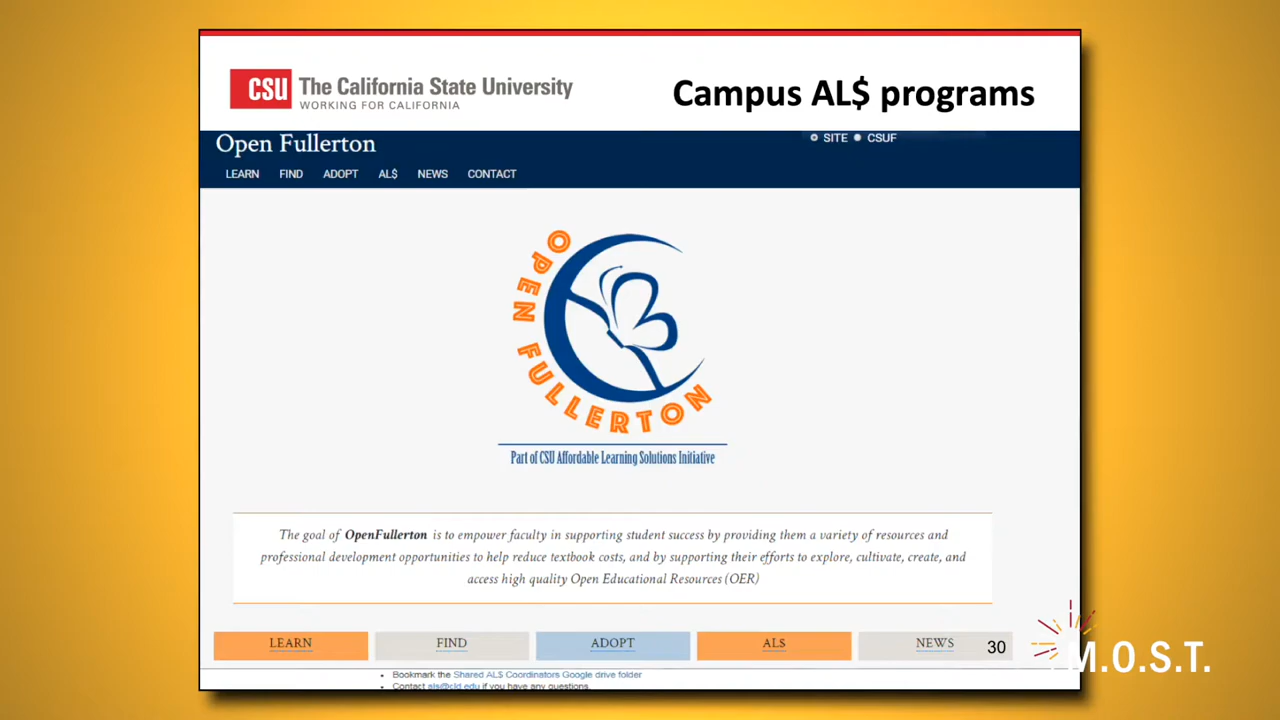 CSU The California State University
WORKING FOR CALIFORNIA
Campus AL$ programs
Open Fullerton
SITE CSUF
LEARN FIND ADOPT AL$ NEWS CONTACT
OPEN FULLERTON
Part of CSU Affordable Learning Solutions Initiative
The goal of OpenFullerton is to empower faculty in supporting student success by providing them a variety of resources and
professional development opportunities to help reduce textbook costs, and by supporting their efforts to explore, cultivate, create, and
access high quality Open Educational Resources (OER)
LEARN FIND ADOPT ALS NEWS
30
M.O.S.T.
• Bookmark the Shared AL$ Coordinators Google drive folder
• Contact als@cld.edu if you have any questions.